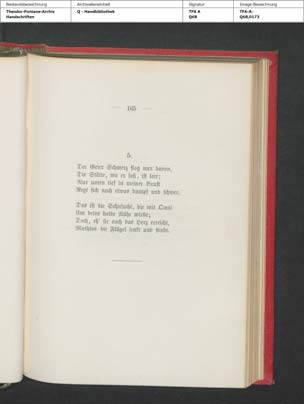 Bestandsbezeichnung
Archiveinheit
Signatur
Image-Bezeichnung
Theodor-Fontane-Archiv
Handschriften
Q - Handbibliothek
TFA A
Q68
TFA-A-
Q68,0173
— 165 —
5.
Der Geier Schmerz flog nun davon,
Die Stätte, wo er saß, ist leer;
Nur unten tief in meiner Brust
Regt sich noch etwas dumpf und schwer.
Das ist die Sehnsucht, die mit Qual
Um deine holde Nähe wirbt,
Doch, eh' sie noch das Herz erreicht,
Muthlos die Flügel senkt und stirbt.